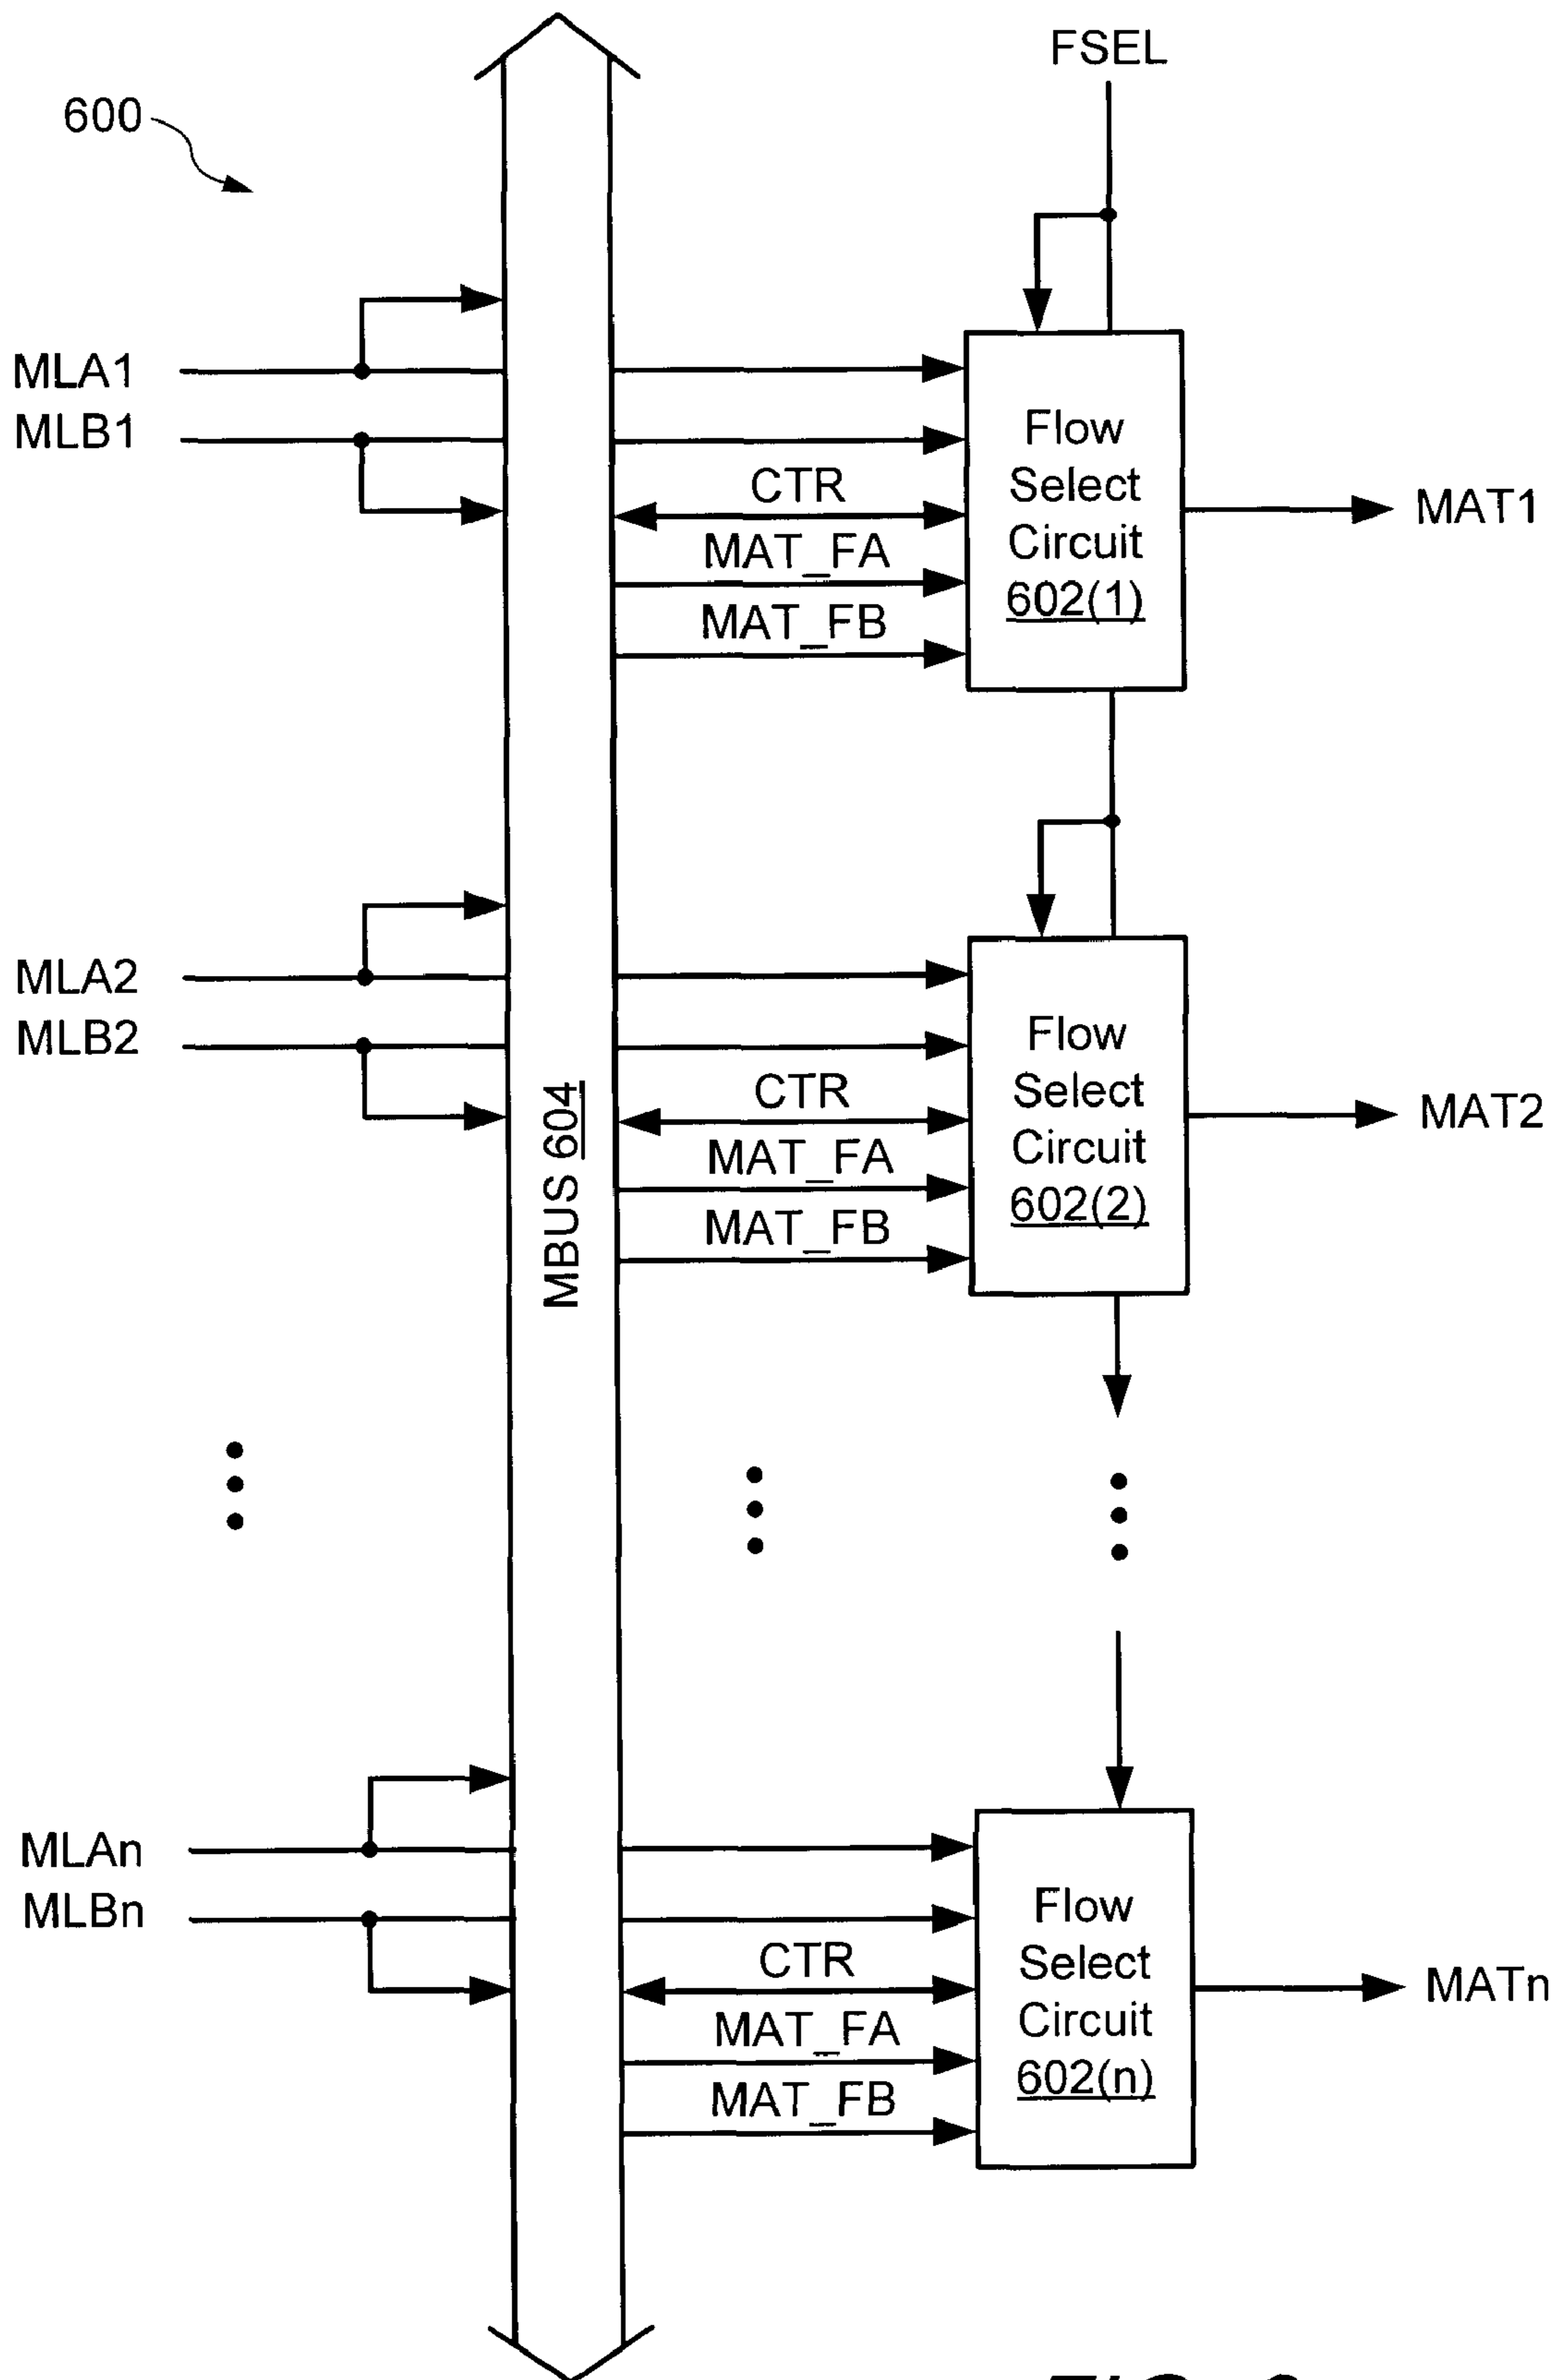 FSEL
600
MLA1
MLB1
CTR
MAT_FA
MAT_FB
Flow
Select
Circuit
602(1)
MAT1
MLA2
MLB2
CTR
MAT_FA
MAT_FB
Flow
Select
Circuit
602(2)
MAT2
MBUS 604
MLAn
MLBn
CTR
MAT_FA
MAT_FB
Flow
Select
Circuit
602(n)
MATn